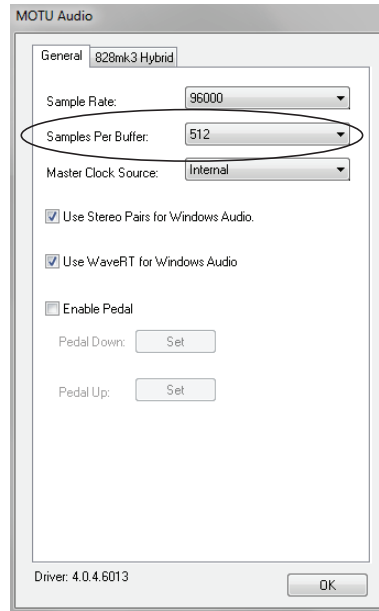 MOTU Audio
General 828mk3 Hybrid
Sample Rate: 96000
Samples Per Buffer: 512
Master Clock Source: Internal
Use Stereo Pairs for Windows Audio.
Use WaveRT for Windows Audio
Enable Pedal
Pedal Down: Set
Pedal Up: Set
Driver: 4.0.4.6013 OK